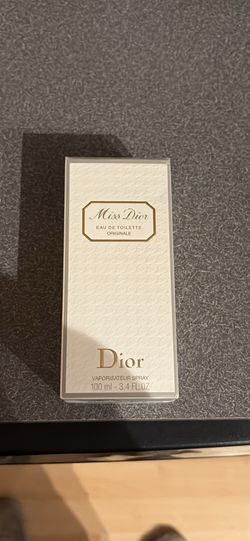 Miss Dior
EAU DE TOILETTE
ORIGINALE
Dior
VAPORISATEUR SPRAY
100 ml - 3.4 FL.OZ